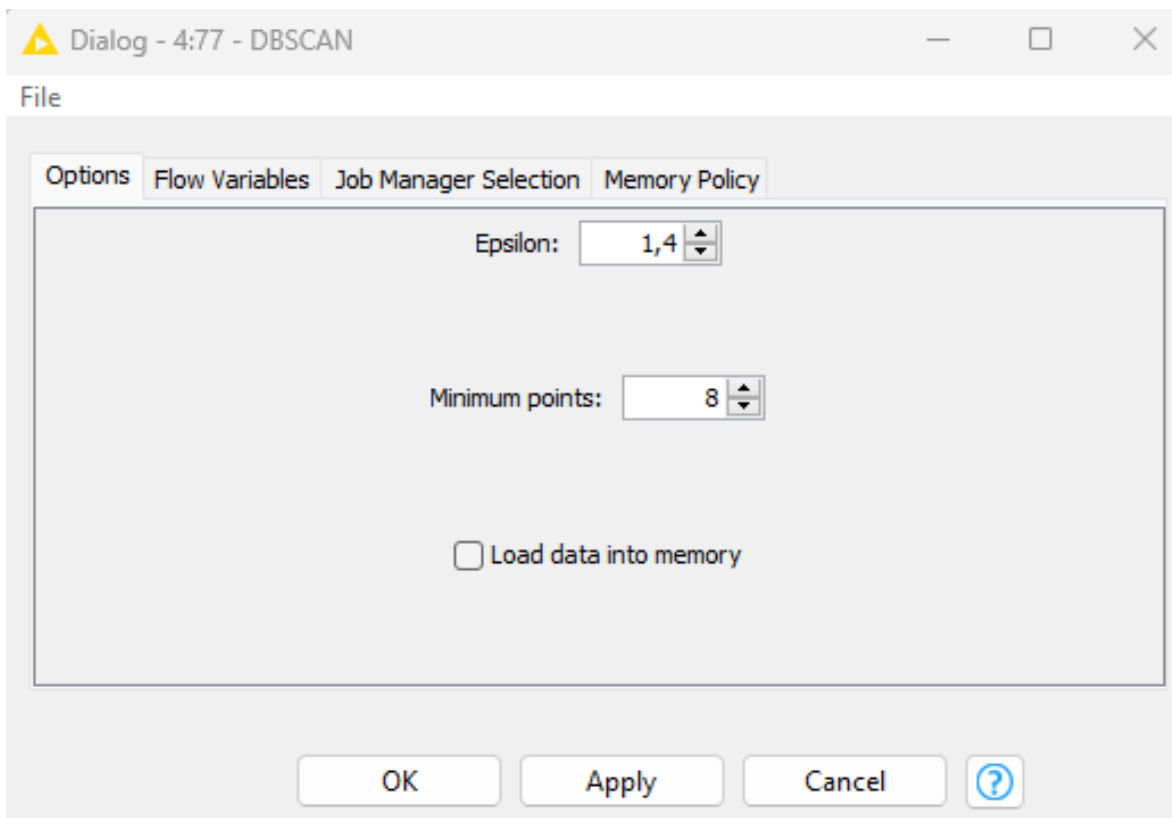 Dialog - 4:77 - DBSCAN
File
Options Flow Variables Job Manager Selection Memory Policy
Epsilon: 1,4
Minimum points: 8
Load data into memory
OK Apply Cancel ?